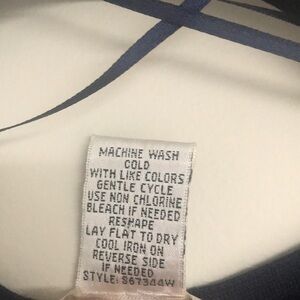 MACHINE WASH
COLD
WITH LIKE COLORS
GENTLE CYCLE
USE NON CHLORINE
BLEACH IF NEEDED
RESHAPE
LAY FLAT TO DRY
COOL IRON ON
REVERSE SIDE
IF NEEDED
STYLE: S67344W